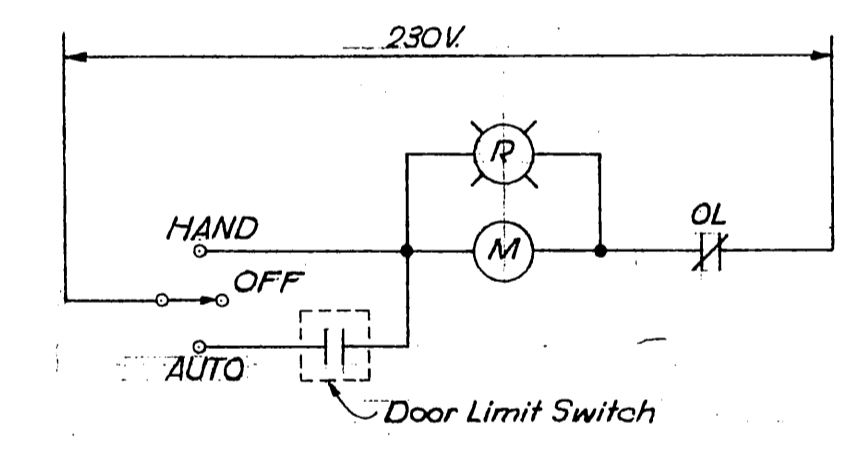 230V.
R
HAND
M
OL
OFF
AUTO
Door Limit Switch